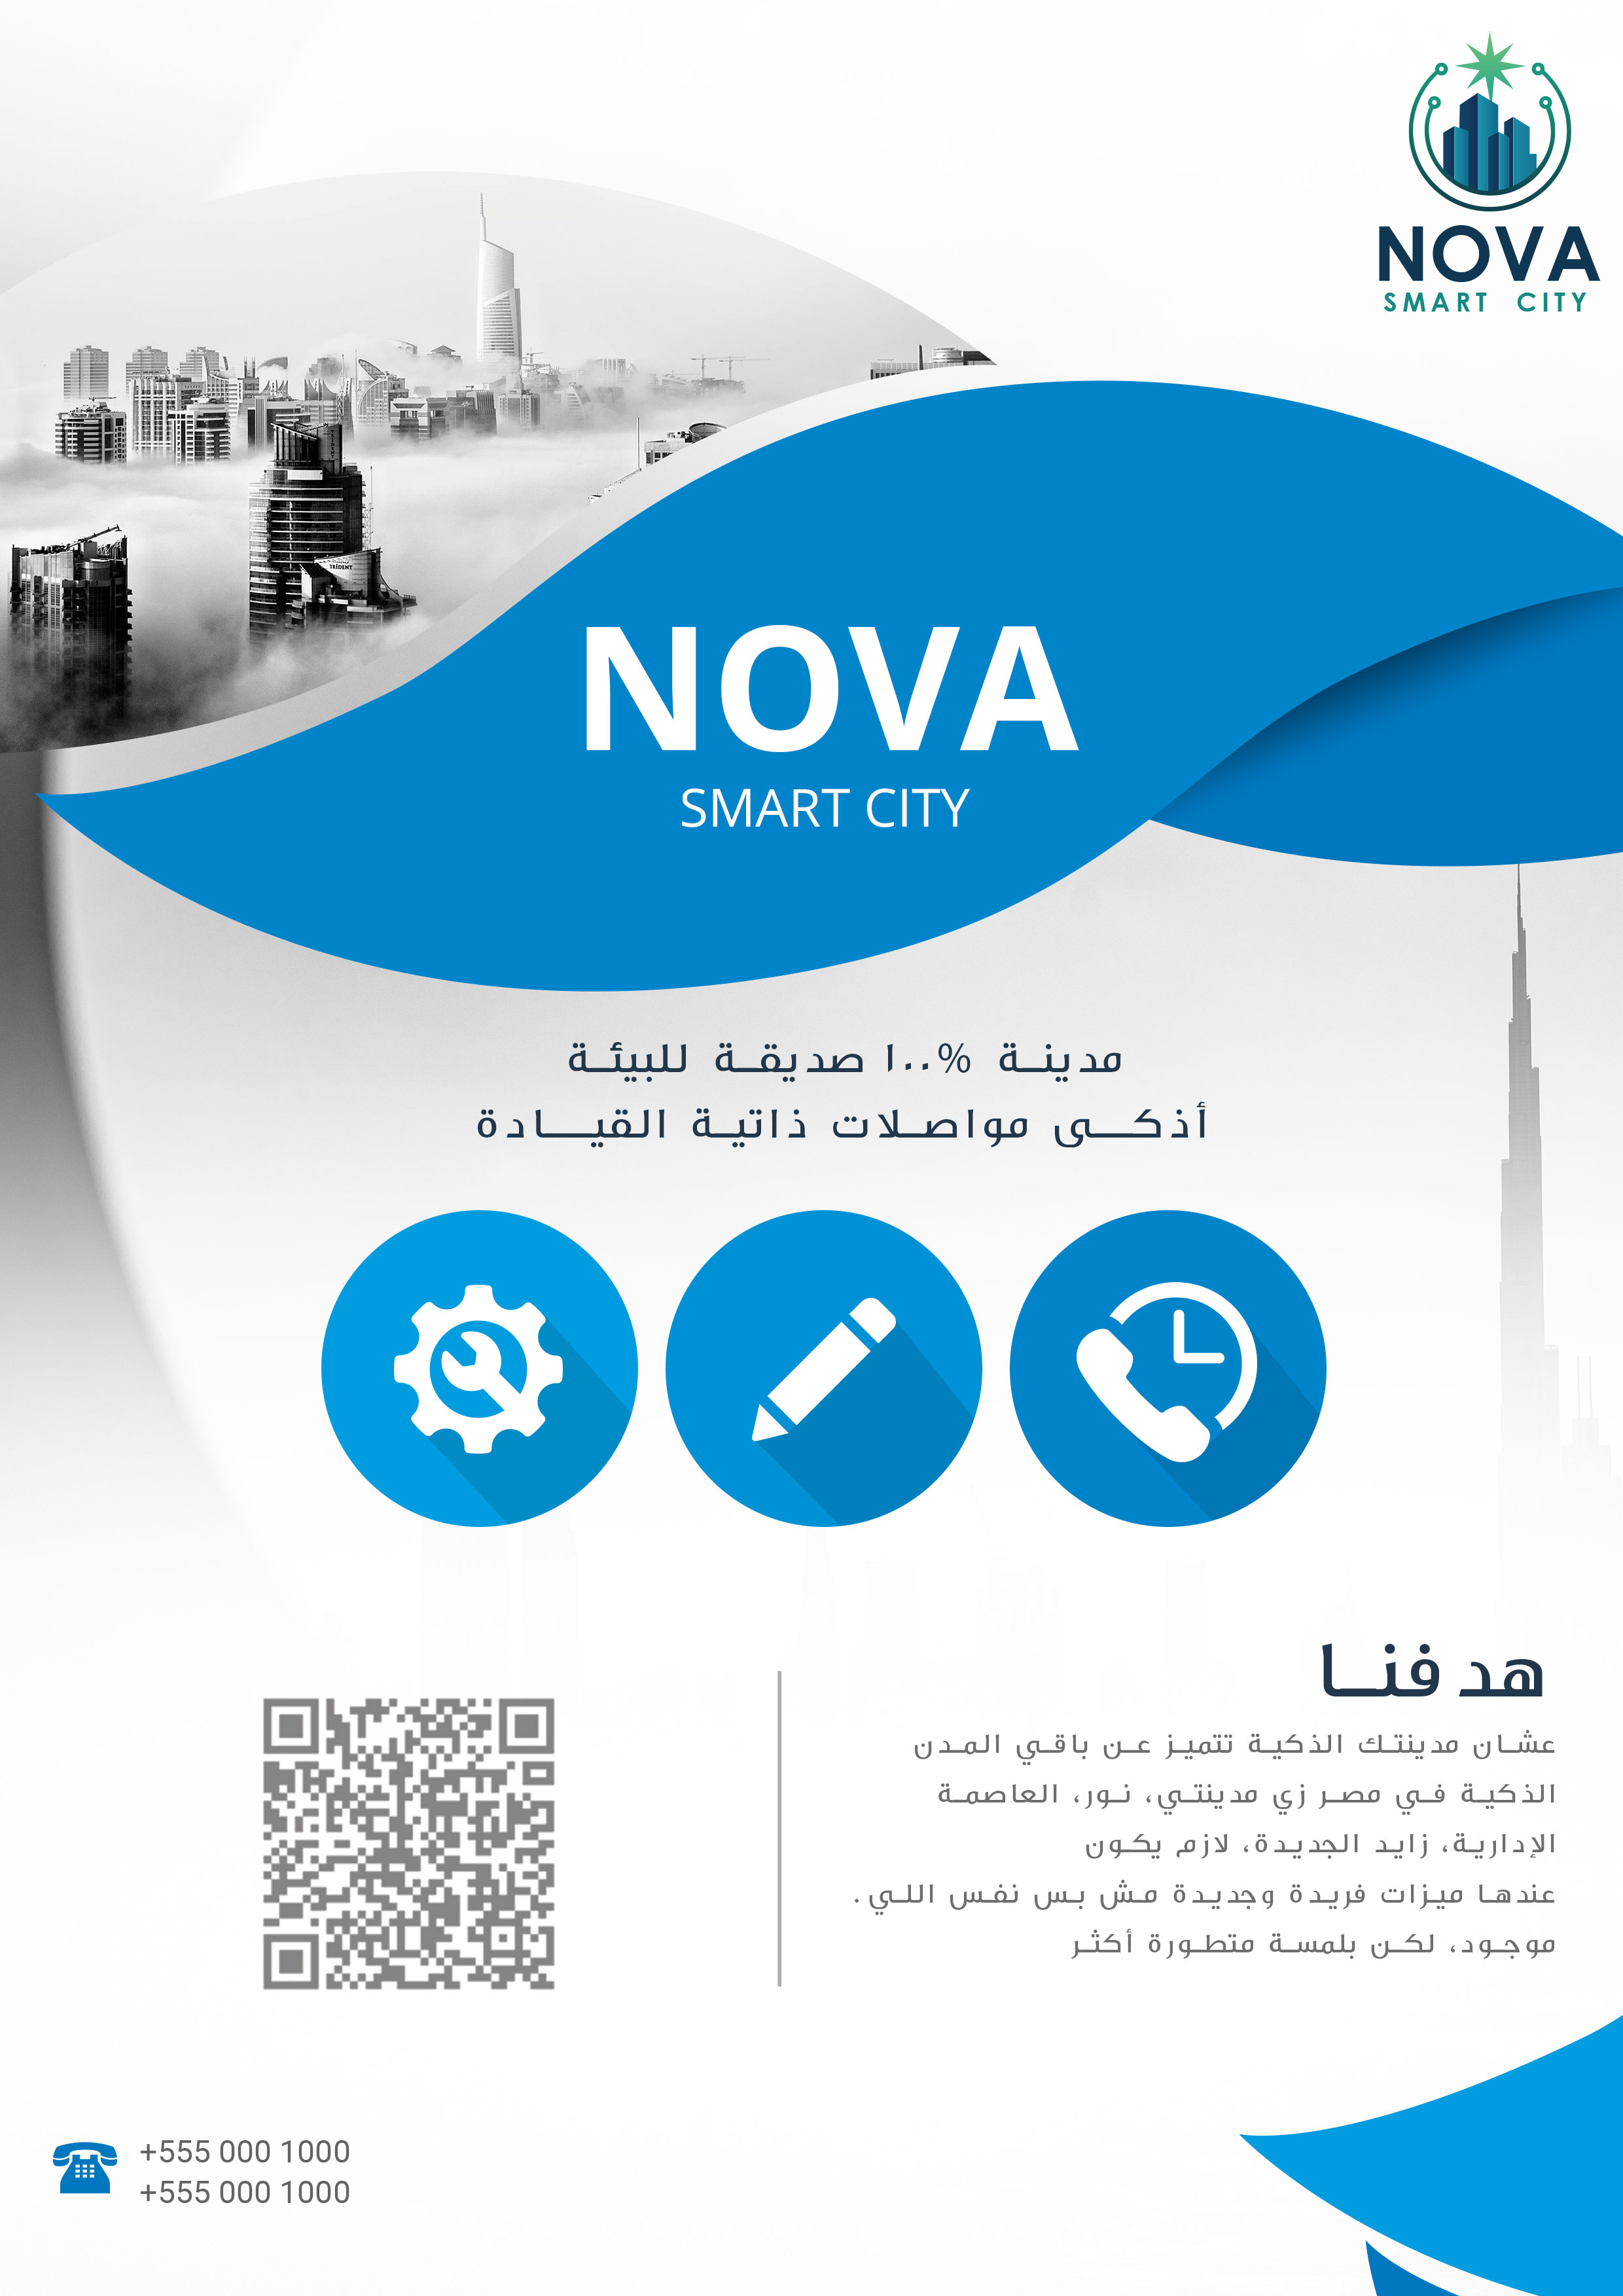 NOVA
SMART CITY
TRIDENT
NOVA
SMART CITY
مدينة %١٠٠ صديقة للبيئة
أذكى مواصلات ذاتية القيادة
هدفنا
عشان مدينتك الذكية تتميز عن باقي المدن
الذكية في مصر زي مدينتي، نور، العاصمة
الإدارية، زايد الجديدة، لازم يكون
عندها ميزات فريدة وجديدة مش بس نفس اللي.
موجود، لكن بلمسة متطورة أكثر
+555 000 1000
+555 000 1000